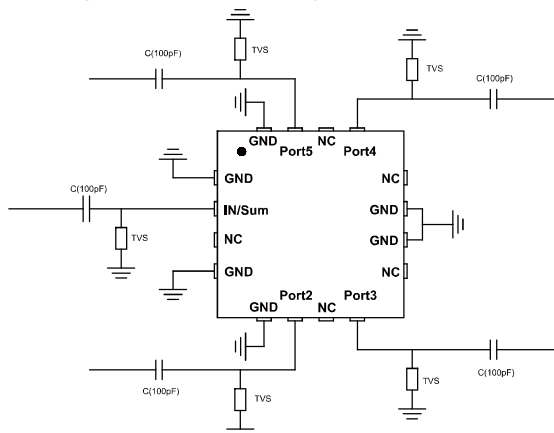 TVS
TVS
C(100pF)
C(100pF)
GND
Port5
NC
Port4
GND
NC
C(100pF)
IN/Sum
GND
TVS
NC
GND
GND
NC
GND
Port2
NC
Port3
C(100pF)
C(100pF)
TVS
TVS